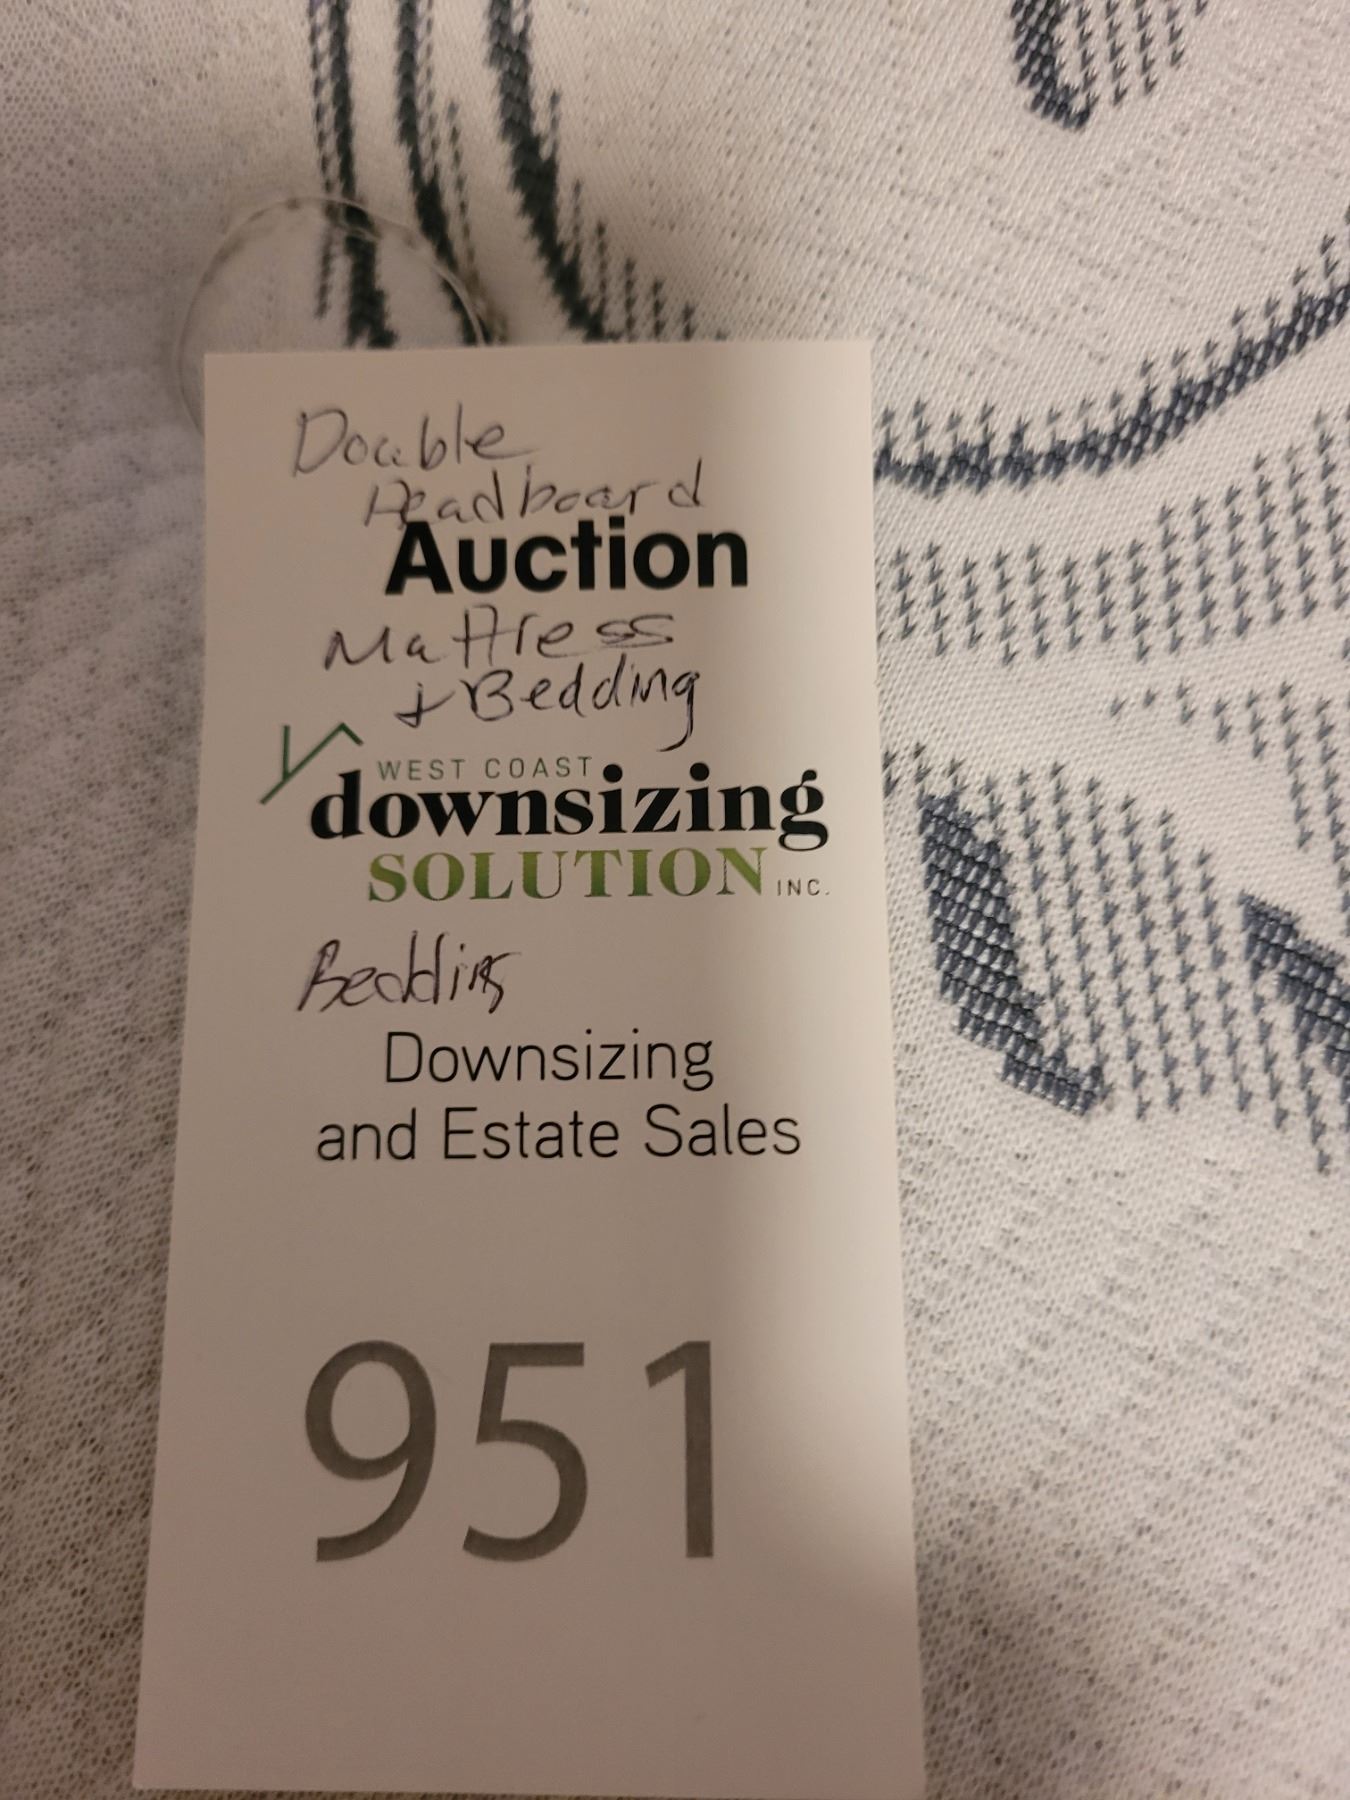 Double
Headboard
Auction
Mattress
+ Bedding
WEST COAST
downsizing
SOLUTION INC.
Bedding
Downsizing
and Estate Sales
951